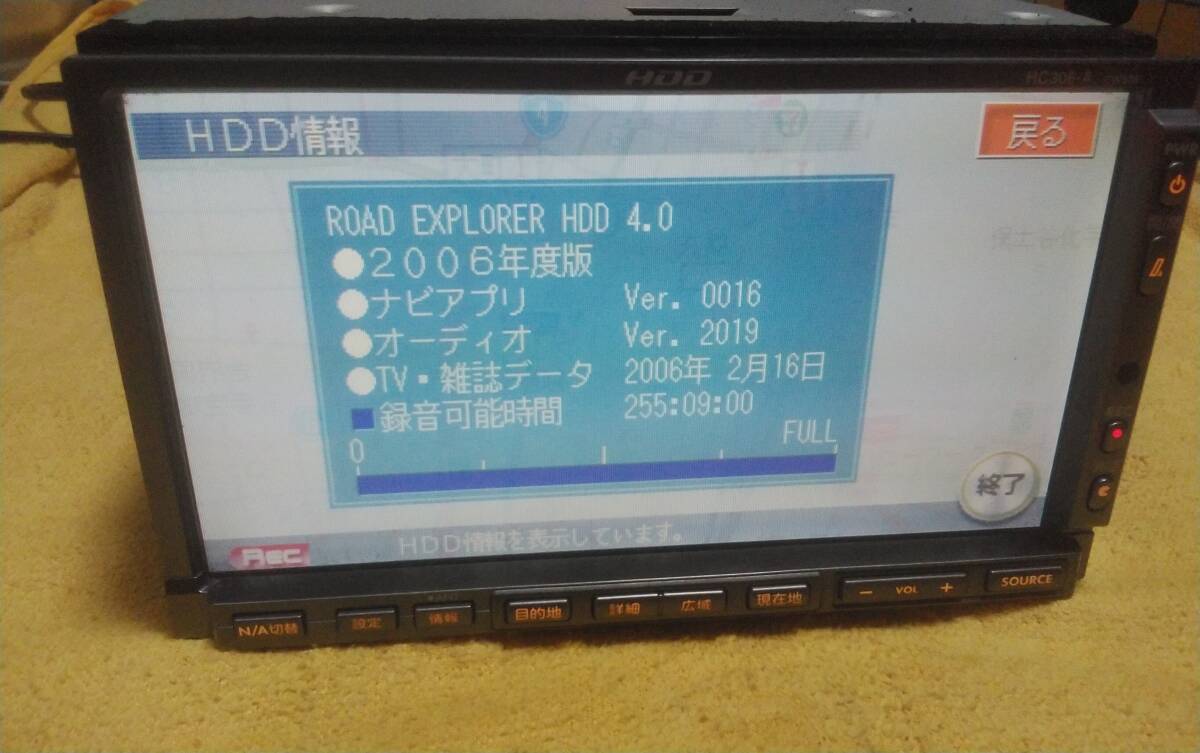 HDD
HC306-A
HDD情報
戻る
ROAD EXPLORER HDD 4.0
●2006年度版
●ナビアプリ Ver. 0016
●オーディオ Ver. 2019
●TV・雑誌データ 2006年 2月16日
■録音可能時間 255:09:00
0 FULL
終了
HDD情報を表示しています。
REC
PWR
N/A切替
設定
情報
目的地
詳細
広域
現在地
− VOL +
SOURCE